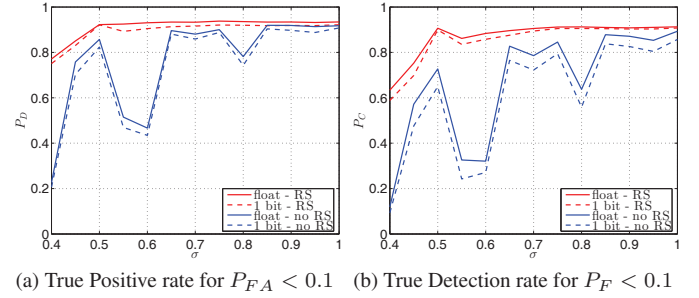 1
0.8
0.6
0.4
0.2
0
P_D
0.4 0.5 0.6 0.7 0.8 0.9 1
σ
float - RS
1 bit - RS
float - no RS
1 bit - no RS
(a) True Positive rate for P_{FA} < 0.1
1
0.8
0.6
0.4
0.2
0
P_C
0.4 0.5 0.6 0.7 0.8 0.9 1
σ
float - RS
1 bit - RS
float - no RS
1 bit - no RS
(b) True Detection rate for P_F < 0.1